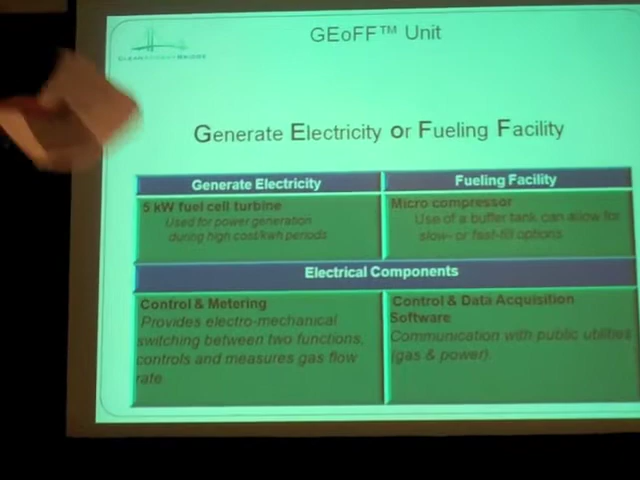 GEoFF™ Unit
Generate Electricity or Fueling Facility
Generate Electricity
Fueling Facility
5 kW fuel cell turbine
Used for power generation
during high cost/kwh periods
Micro compressor
Use of a buffer tank can allow for
slow- or fast-fill options
Electrical Components
Control & Metering
Provides electro-mechanical
switching between two functions,
controls and measures gas flow
rate
Control & Data Acquisition
Software
Communication with public utilities
(gas & power)